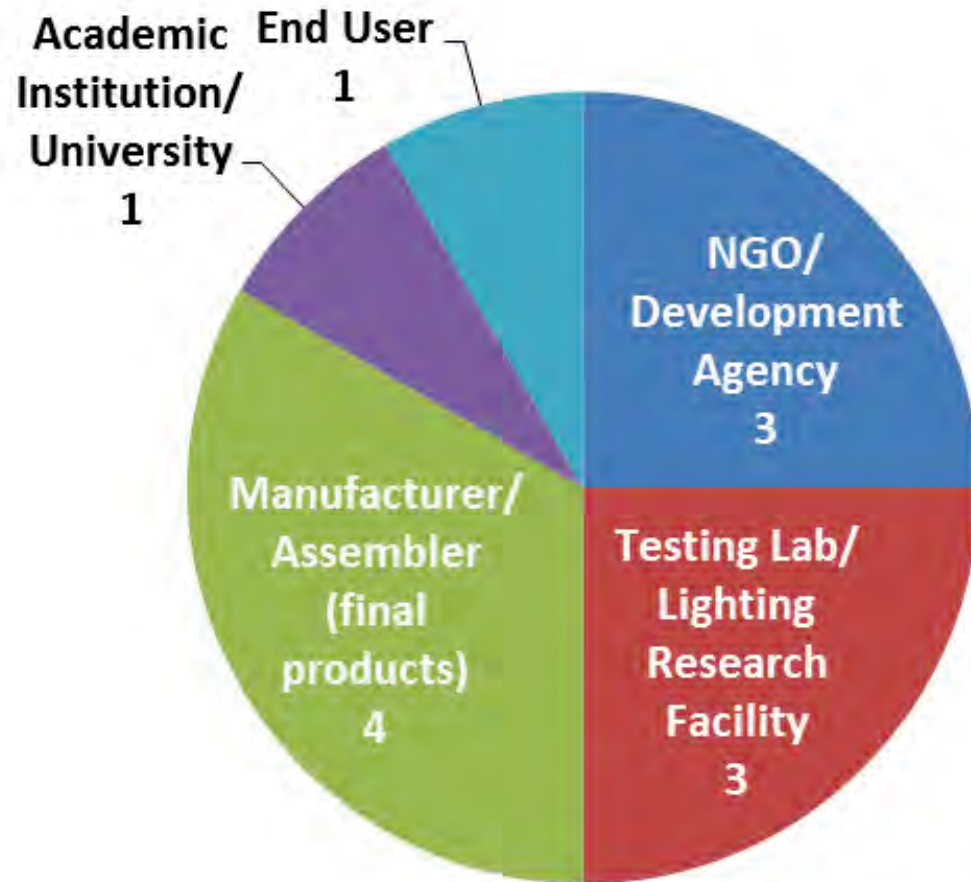 Academic
Institution/
University
1
End User
1
NGO/
Development
Agency
3
Testing Lab/
Lighting
Research
Facility
3
Manufacturer/
Assembler
(final
products)
4